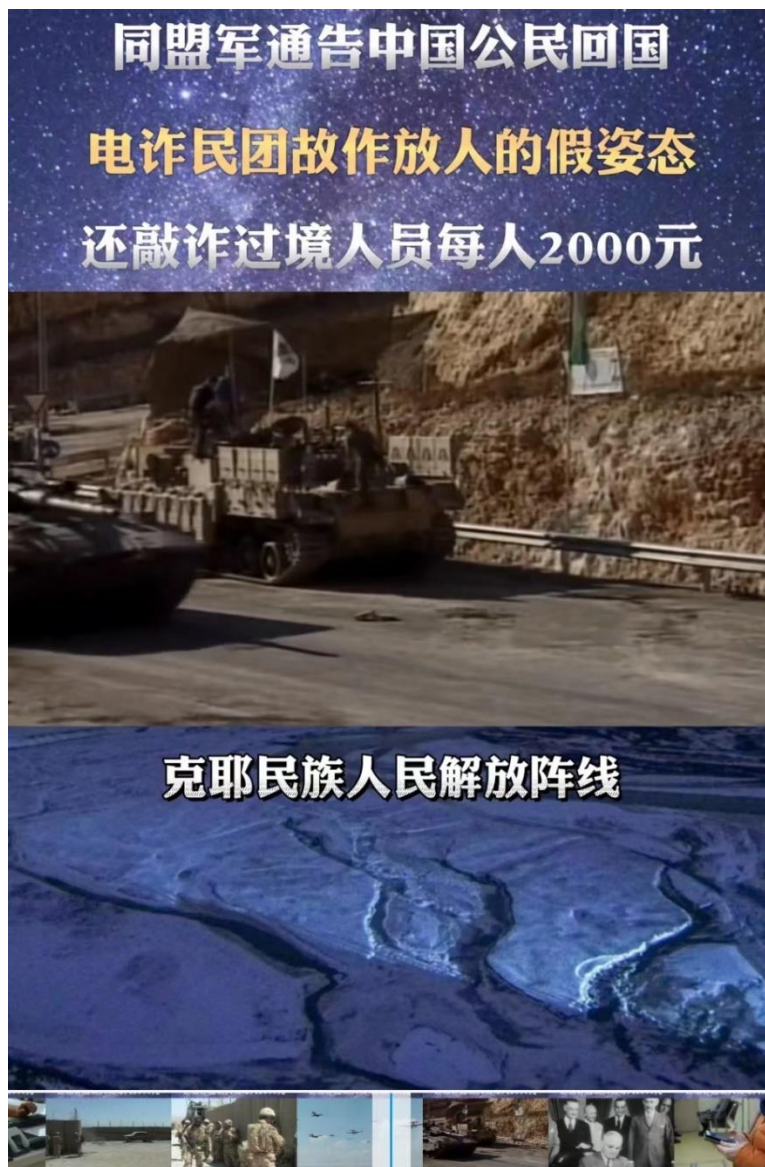 同盟军通告中国公民回国
电诈民团故作放人的假姿态
还敲诈过境人员每人2000元
克耶民族人民解放阵线